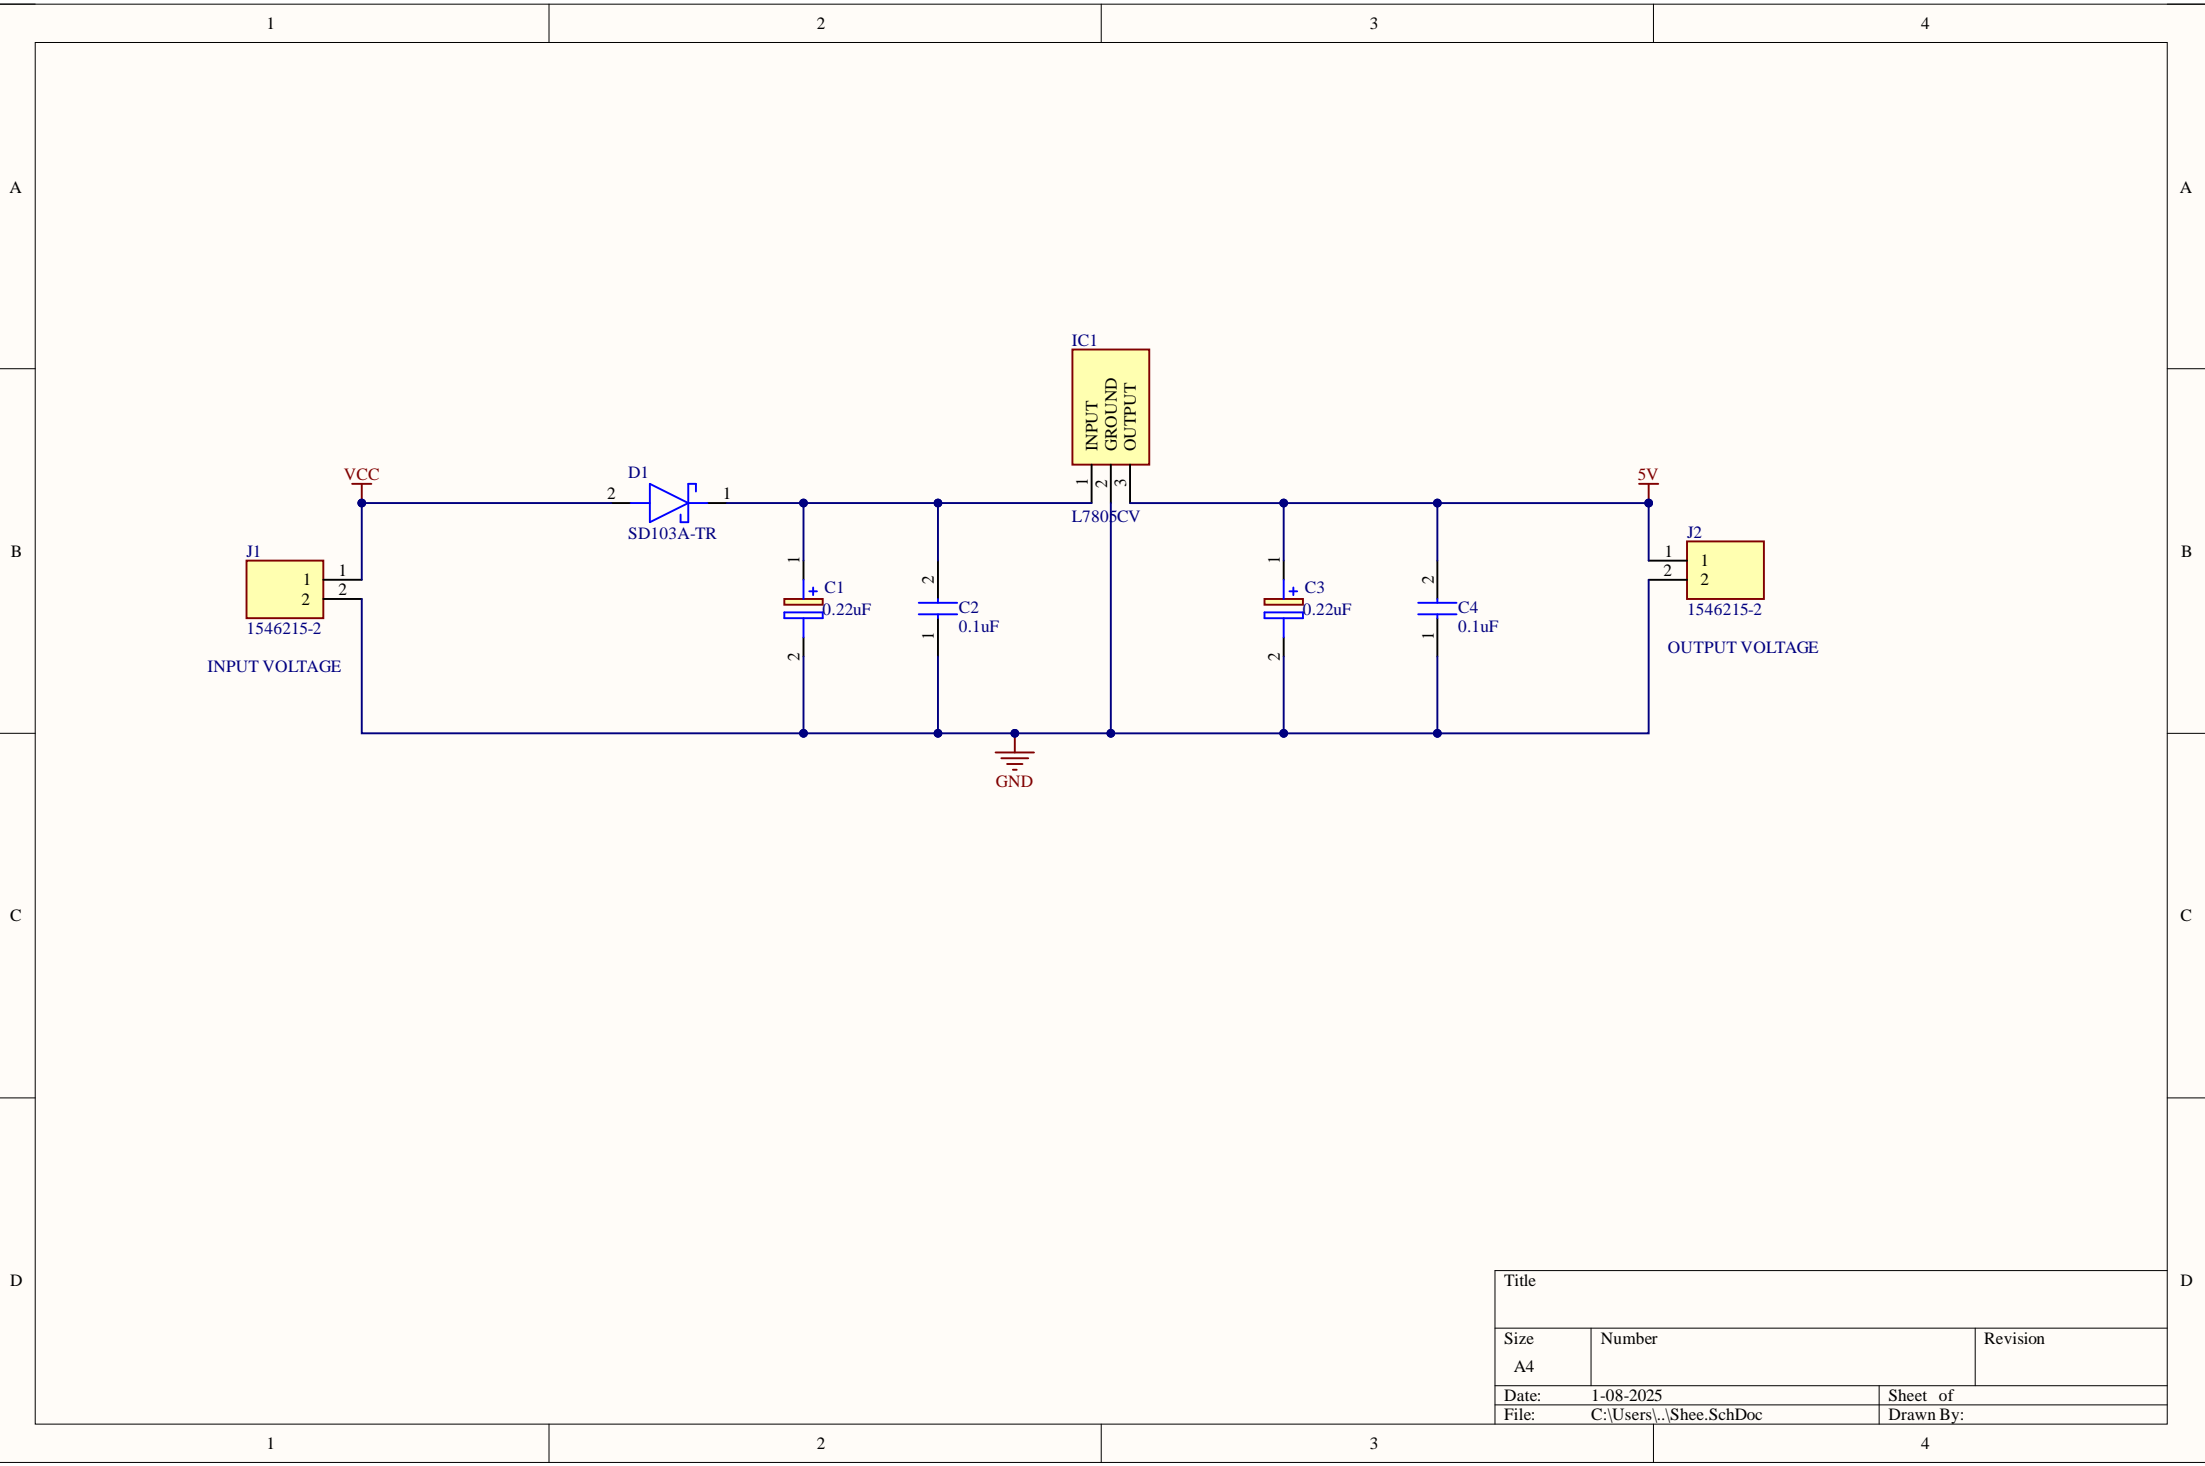 1 2 3 4
A A
IC1
INPUT
GROUND
OUTPUT
1
2
3
L7805CV
VCC
D1
2 1
SD103A-TR
5V
B B
J1
1 1
2 2
1546215-2
INPUT VOLTAGE
1
+ C1
0.22uF
2
2
C2
0.1uF
1
1
+ C3
0.22uF
2
2
C4
0.1uF
1
J2
1 1
2 2
1546215-2
OUTPUT VOLTAGE
GND
C C
D D
Title
Size Number Revision
A4
Date: 1-08-2025 Sheet of
File: C:\Users\..\Shee.SchDoc Drawn By:
1 2 3 4